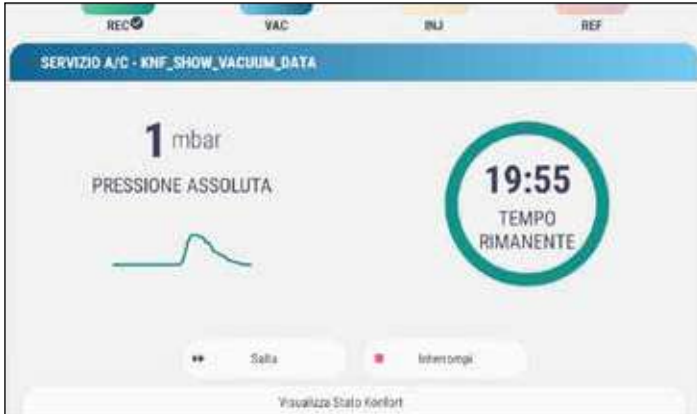 REC VAC INJ REF
SERVIZIO A/C - KNF_SHOW_VACUUM_DATA
1 mbar
PRESSIONE ASSOLUTA
19:55
TEMPO
RIMANENTE
Salta Interrompi
Visualizza Stato Konfort